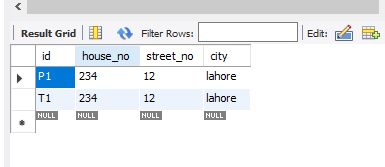 Result Grid Filter Rows: Edit:
id house_no street_no city
P1 234 12 lahore
T1 234 12 lahore
NULL NULL NULL NULL